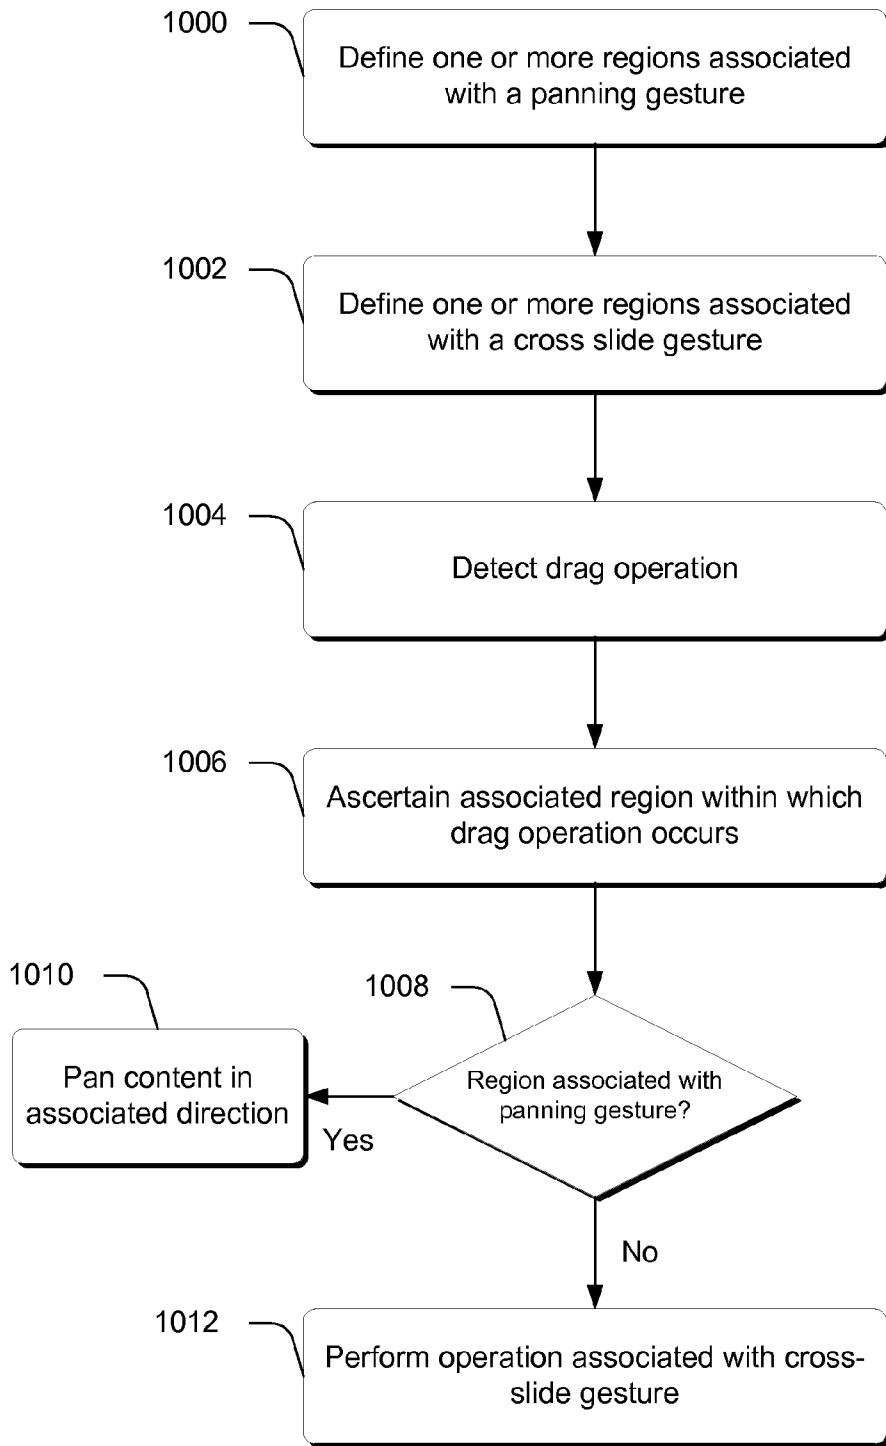 1000
Define one or more regions associated
with a panning gesture
1002
Define one or more regions associated
with a cross slide gesture
1004
Detect drag operation
1006
Ascertain associated region within which
drag operation occurs
1010
1008
Pan content in
associated direction
Region associated with
panning gesture?
Yes
No
1012
Perform operation associated with cross-
slide gesture